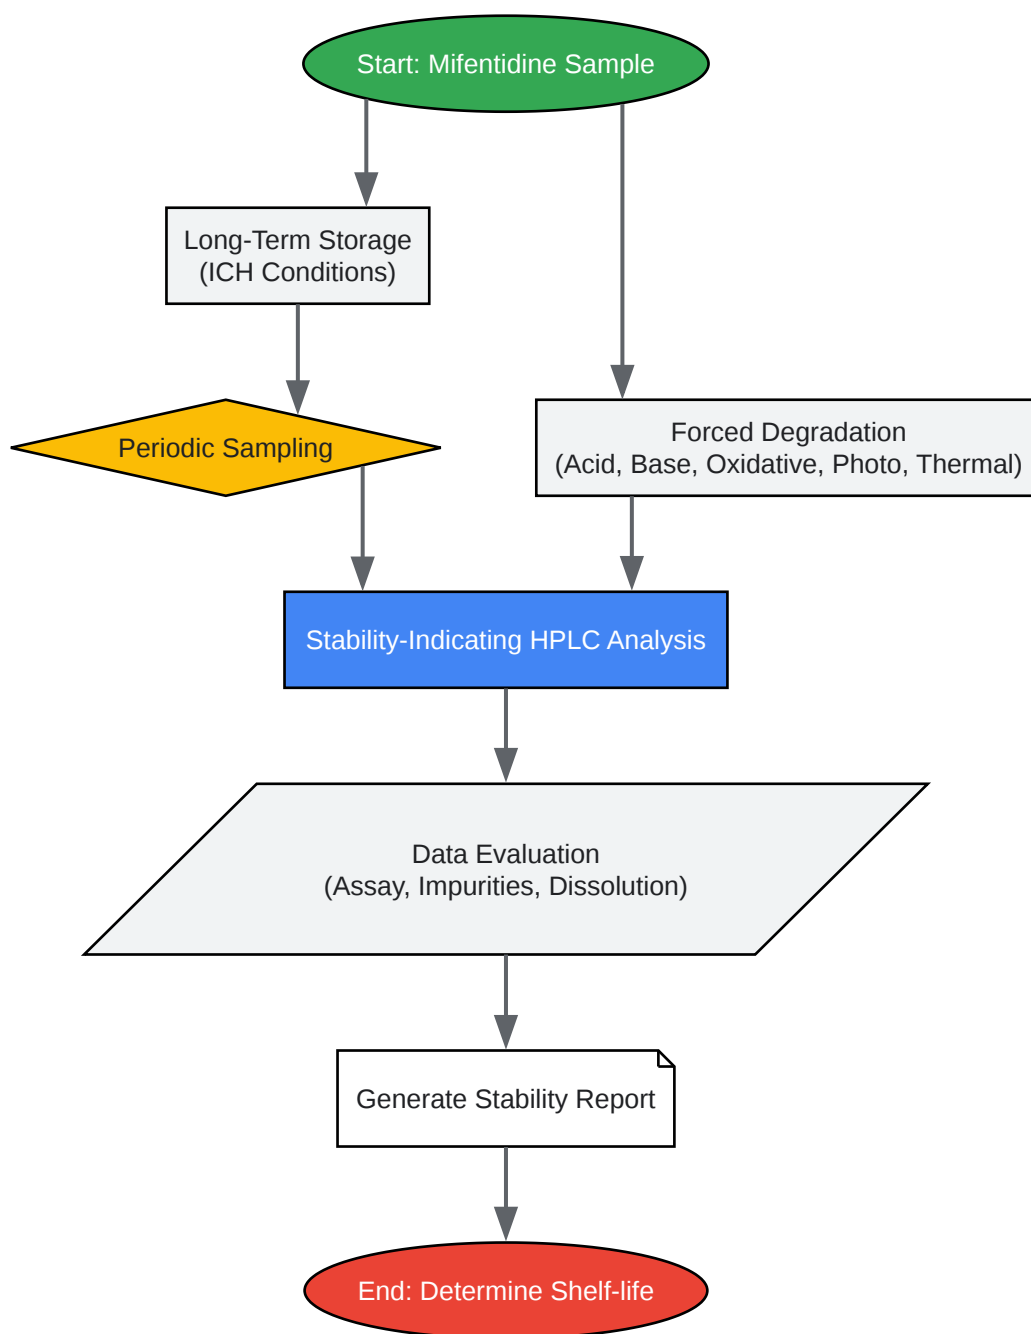 Start: Mifentidine Sample
Long-Term Storage
(ICH Conditions)
Periodic Sampling
Forced Degradation
(Acid, Base, Oxidative, Photo, Thermal)
Stability-Indicating HPLC Analysis
Data Evaluation
(Assay, Impurities, Dissolution)
Generate Stability Report
End: Determine Shelf-life